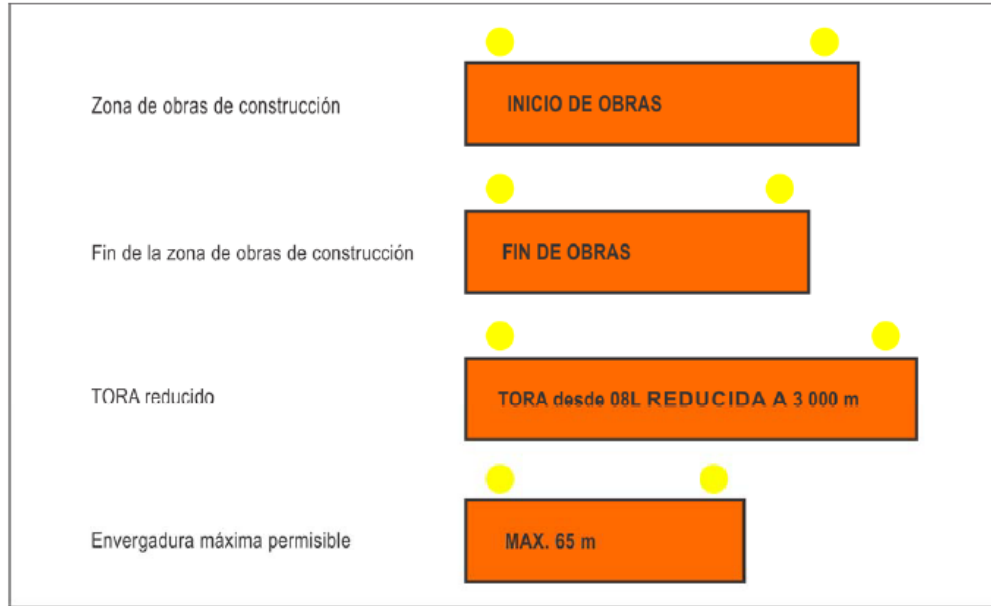 Zona de obras de construcción
INICIO DE OBRAS
Fin de la zona de obras de construcción
FIN DE OBRAS
TORA reducido
TORA desde 08L REDUCIDA A 3 000 m
Envergadura máxima permisible
MAX. 65 m